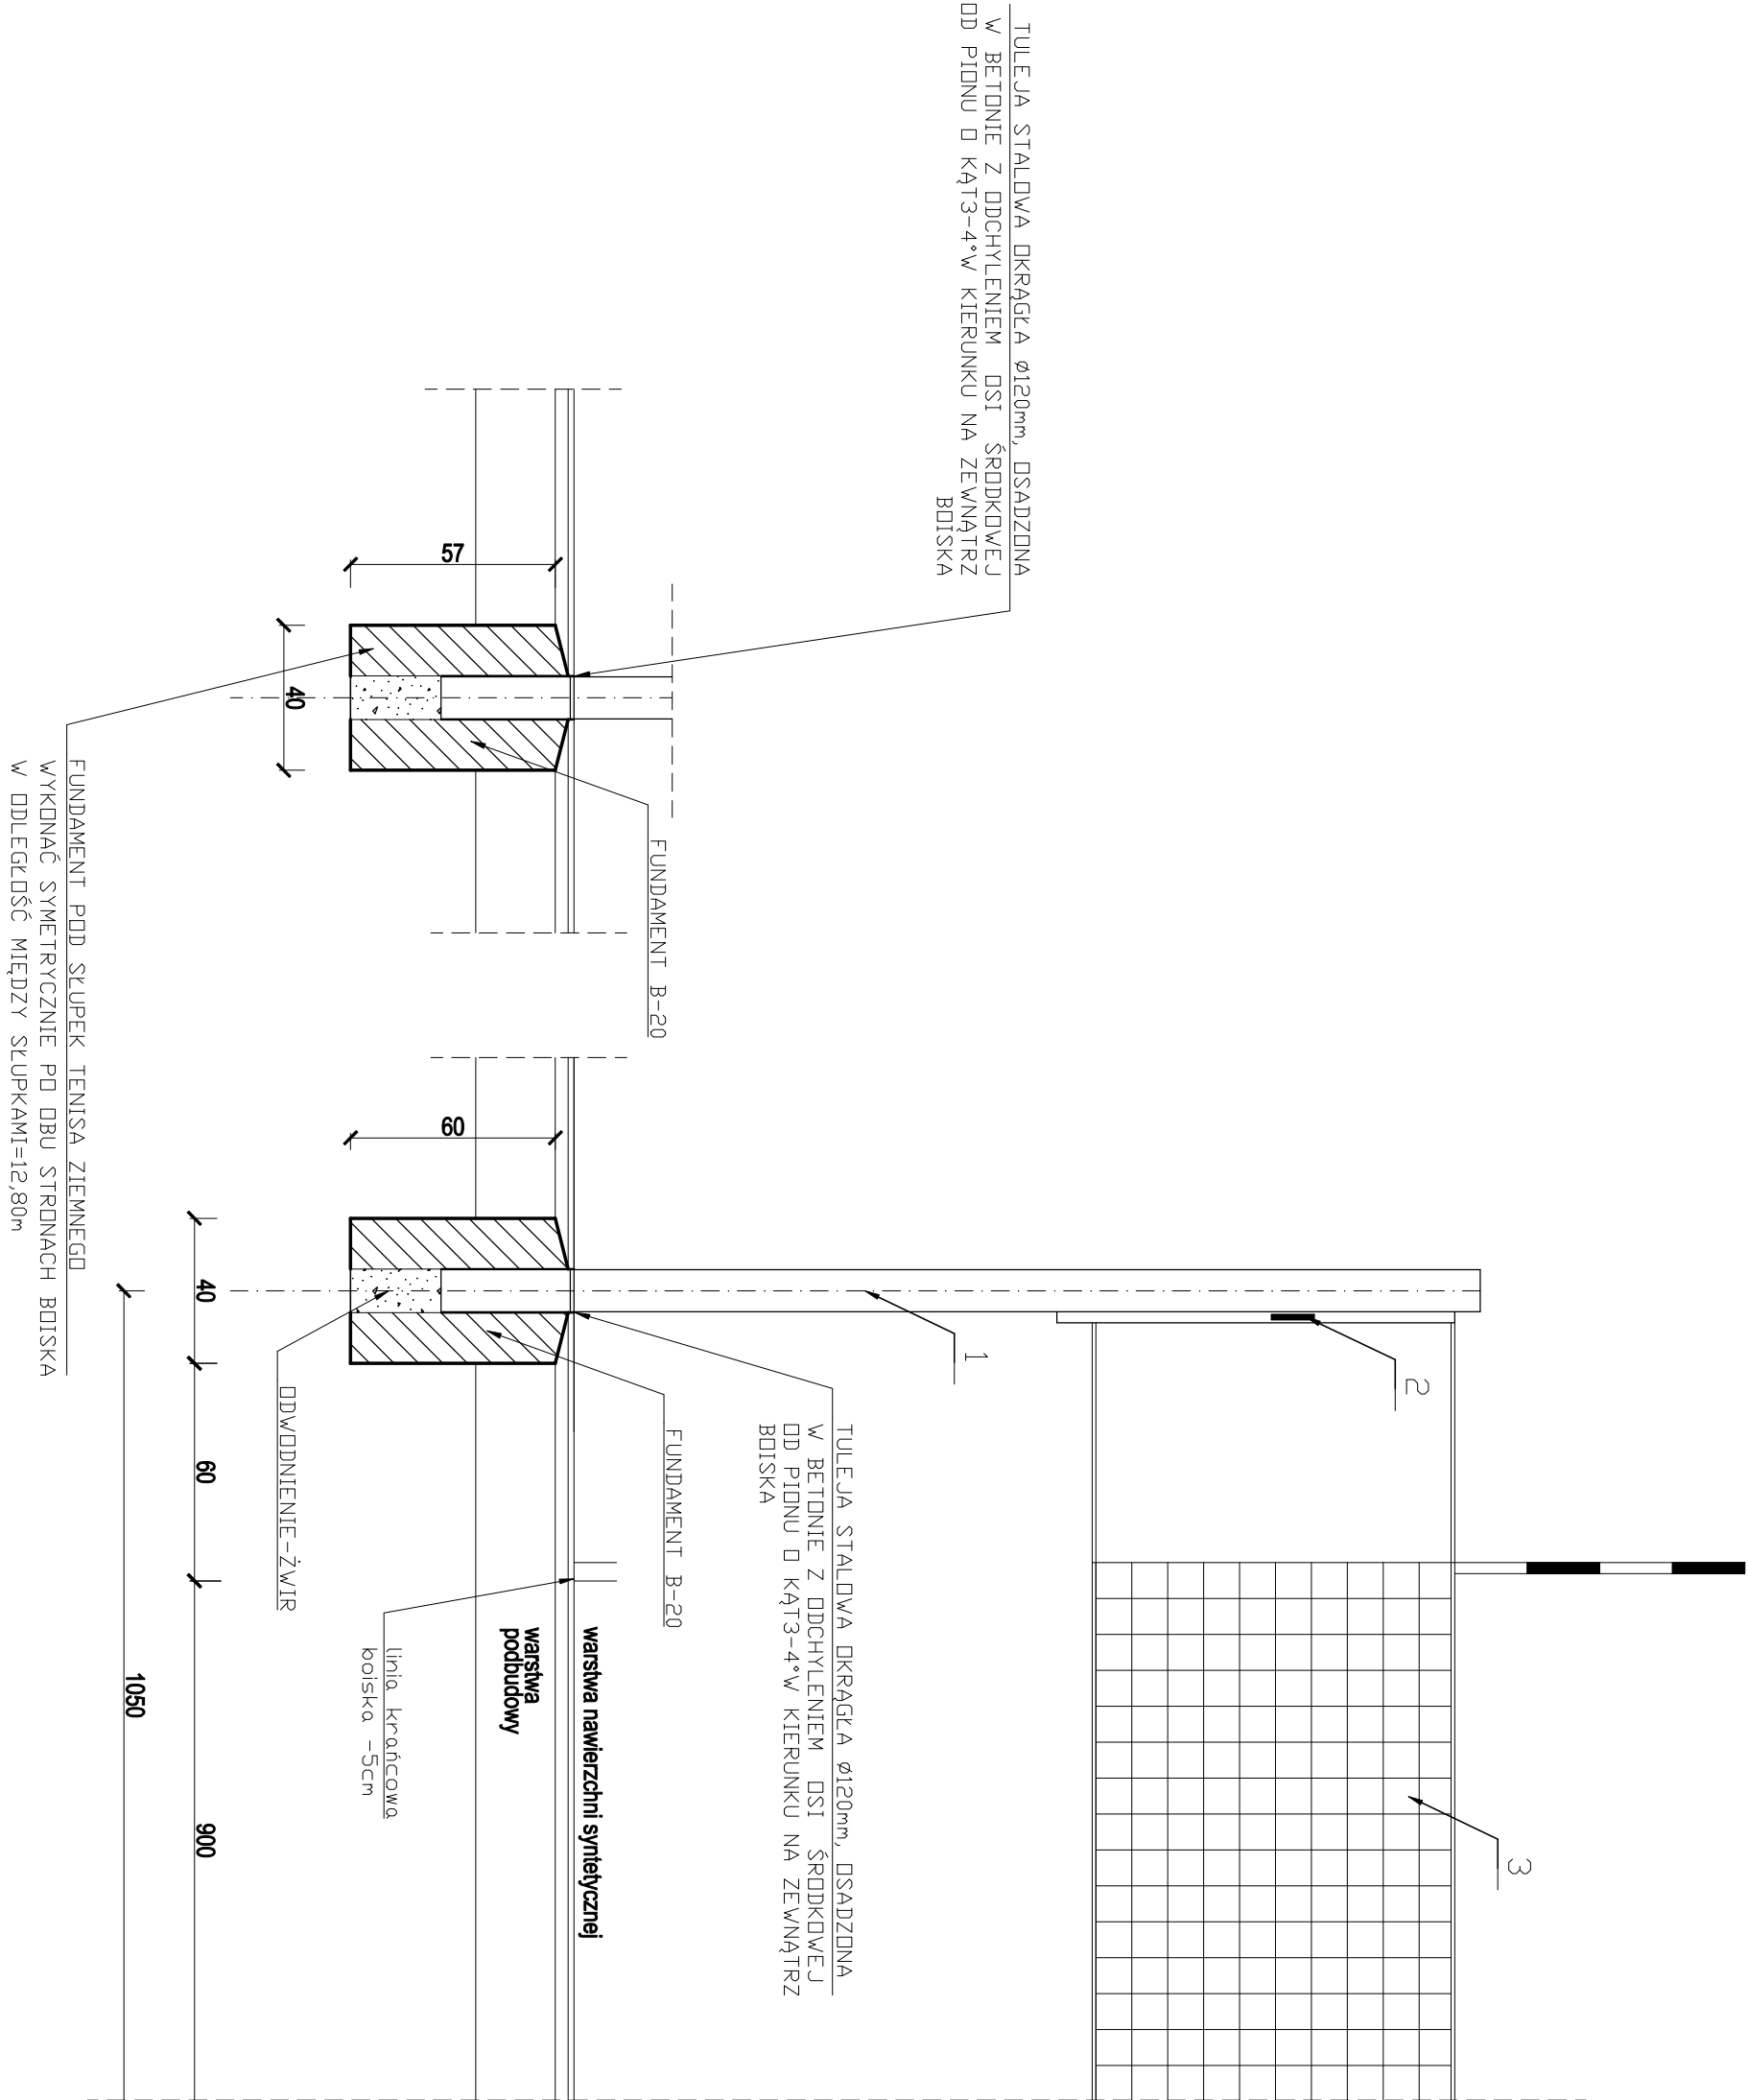 TULEJA STALOWA OKRĄGŁA Ø120mm, OSADZONA
W BETONIE Z ODCHYLENIEM OSI ŚRODKOWEJ
OD PIONU O KĄT3-4°W KIERUNKU NA ZEWNĄTRZ
BOISKA
57
40
FUNDAMENT B-20
FUNDAMENT POD SŁUPEK TENISA ZIEMNEGO
WYKONAĆ SYMETRYCZNIE PO OBU STRONACH BOISKA
W ODLEGŁOŚĆ MIĘDZY SŁUPKAMI=12,80m
1
2
3
TULEJA STALOWA OKRĄGŁA Ø120mm, OSADZONA
W BETONIE Z ODCHYLENIEM OSI ŚRODKOWEJ
OD PIONU O KĄT3-4°W KIERUNKU NA ZEWNĄTRZ
BOISKA
FUNDAMENT B-20
warstwa nawierzchni syntetycznej
warstwa
podbudowy
linia krańcowa
boiska -5cm
ODWODNIENIE-ŻWIR
60
40
60
900
1050